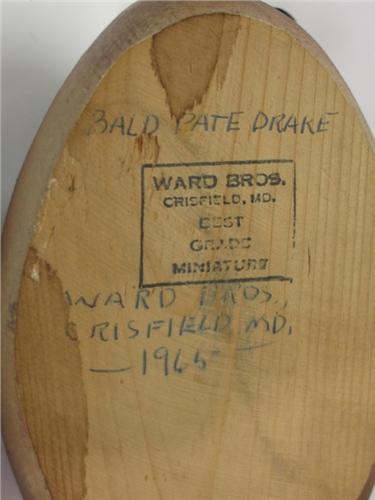 BALD PATE DRAKE
WARD BROS.
CRISFIELD, MD.
BEST
GRADE
MINIATURE
WARD BROS.,
CRISFIELD, MD,
— 1965